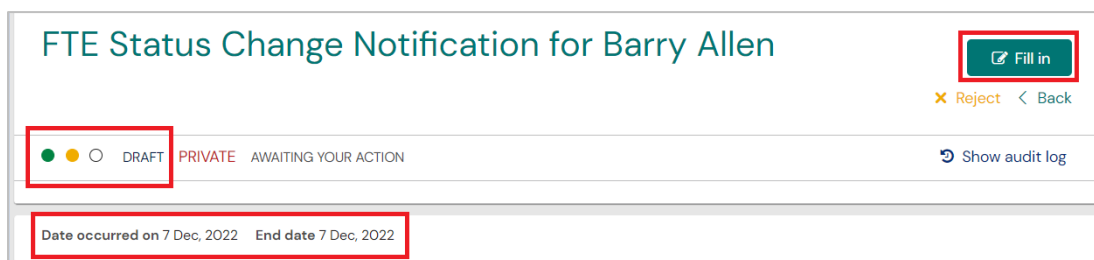 FTE Status Change Notification for Barry Allen
Fill in
Reject Back
DRAFT PRIVATE AWAITING YOUR ACTION Show audit log
Date occurred on 7 Dec, 2022 End date 7 Dec, 2022